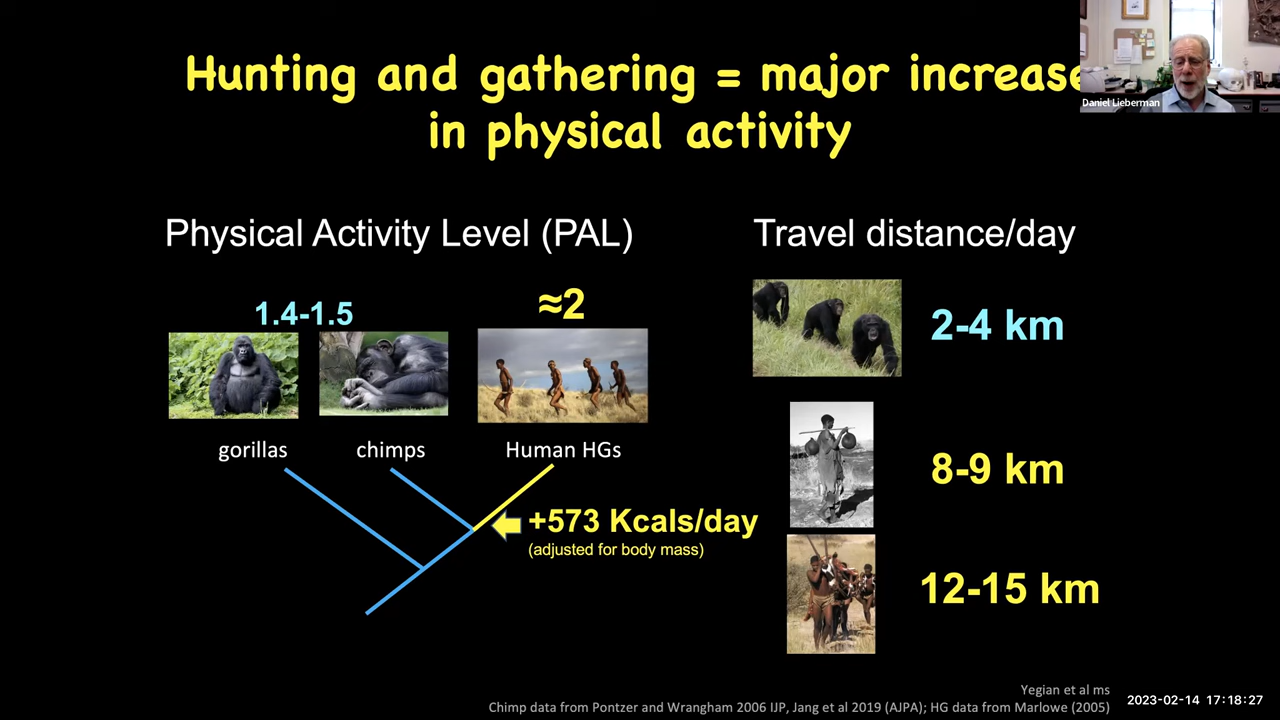 Hunting and gathering = major increase
in physical activity
Daniel Lieberman
Physical Activity Level (PAL)
Travel distance/day
1.4-1.5
≈2
2-4 km
gorillas
chimps
Human HGs
8-9 km
+573 Kcals/day
(adjusted for body mass)
12-15 km
Yegian et al ms
Chimp data from Pontzer and Wrangham 2006 IJP, Jang et al 2019 (AJPA); HG data from Marlowe (2005)
2023-02-14 17:18:27